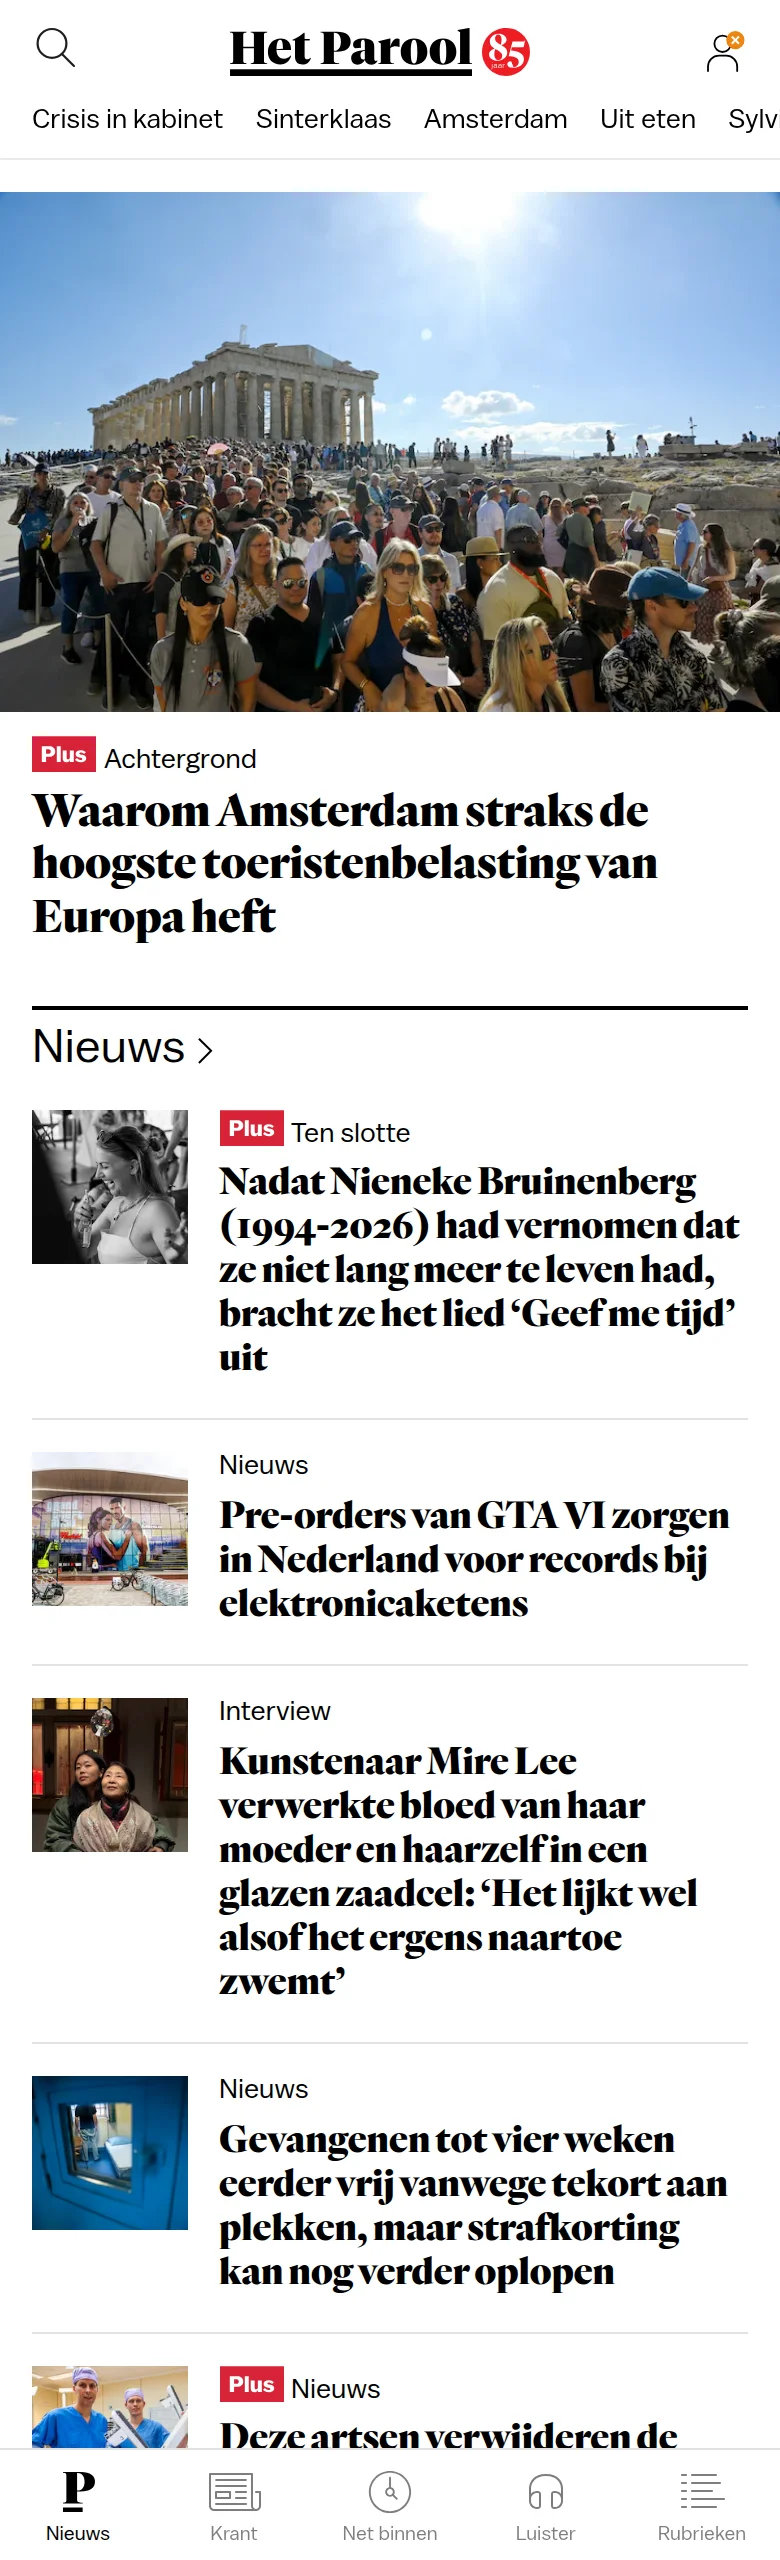 Het Parool 85 jaar
Crisis in kabinet Sinterklaas Amsterdam Uit eten Sylvi
Plus Achtergrond
Waarom Amsterdam straks de
hoogste toeristenbelasting van
Europa heft
Nieuws >
Plus Ten slotte
Nadat Nieneke Bruinenberg
(1994-2026) had vernomen dat
ze niet lang meer te leven had,
bracht ze het lied ‘Geef me tijd’
uit
Nieuws
Pre-orders van GTA VI zorgen
in Nederland voor records bij
elektronicaketens
Interview
Kunstenaar Mire Lee
verwerkte bloed van haar
moeder en haarzelf in een
glazen zaadcel: ‘Het lijkt wel
alsof het ergens naartoe
zwemt’
Nieuws
Gevangenen tot vier weken
eerder vrij vanwege tekort aan
plekken, maar strafkorting
kan nog verder oplopen
Plus Nieuws
Deze artsen verwijderen de
P
Nieuws Krant Net binnen Luister Rubrieken